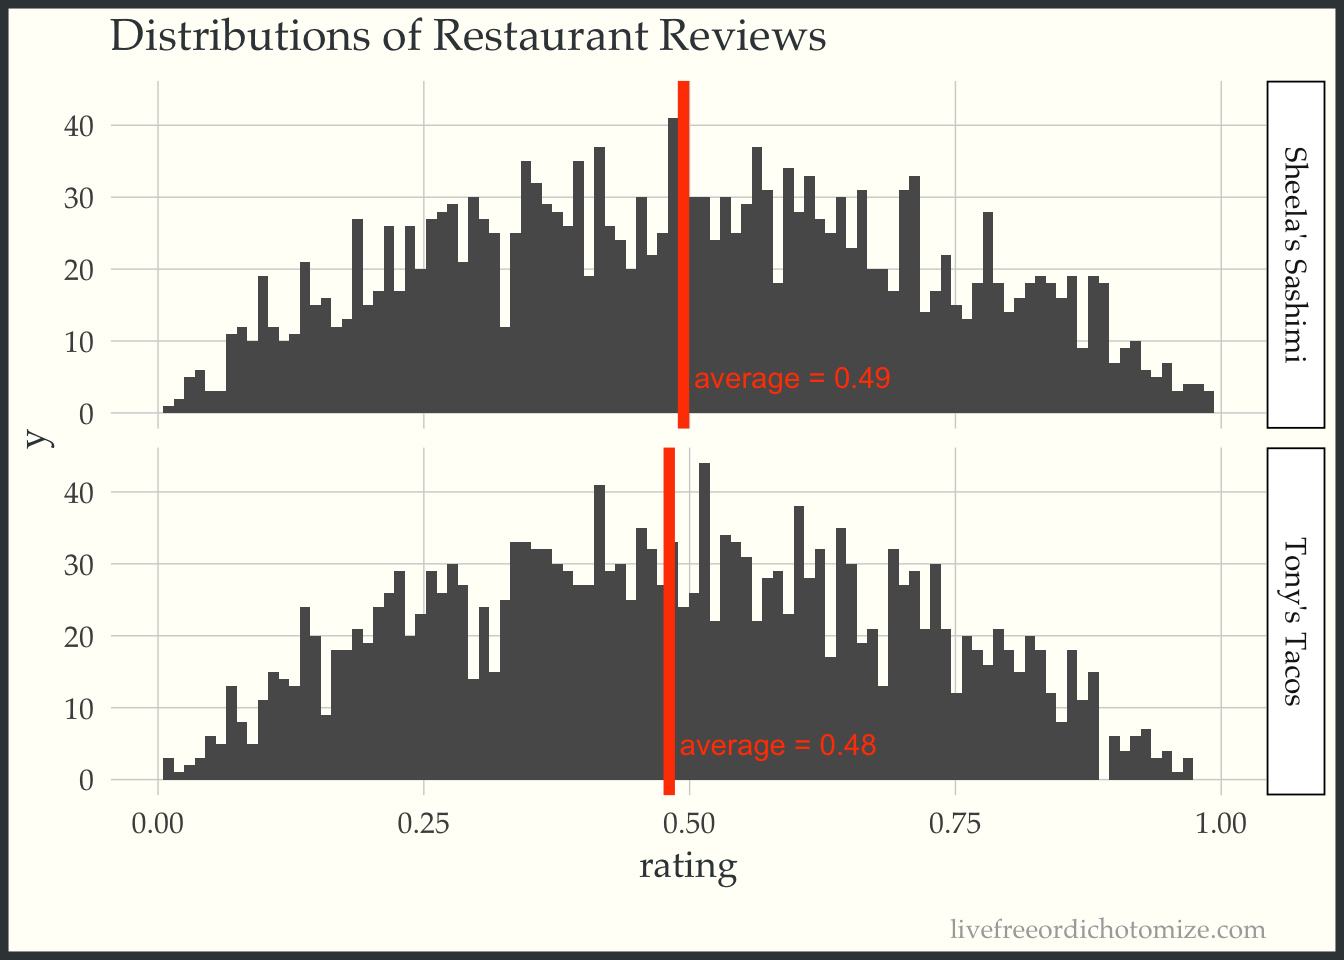 Distributions of Restaurant Reviews
40
30
20
10
0
average = 0.49
Sheela's Sashimi
y
40
30
20
10
0
average = 0.48
Tony's Tacos
0.00 0.25 0.50 0.75 1.00
rating
livefreeordichotomize.com